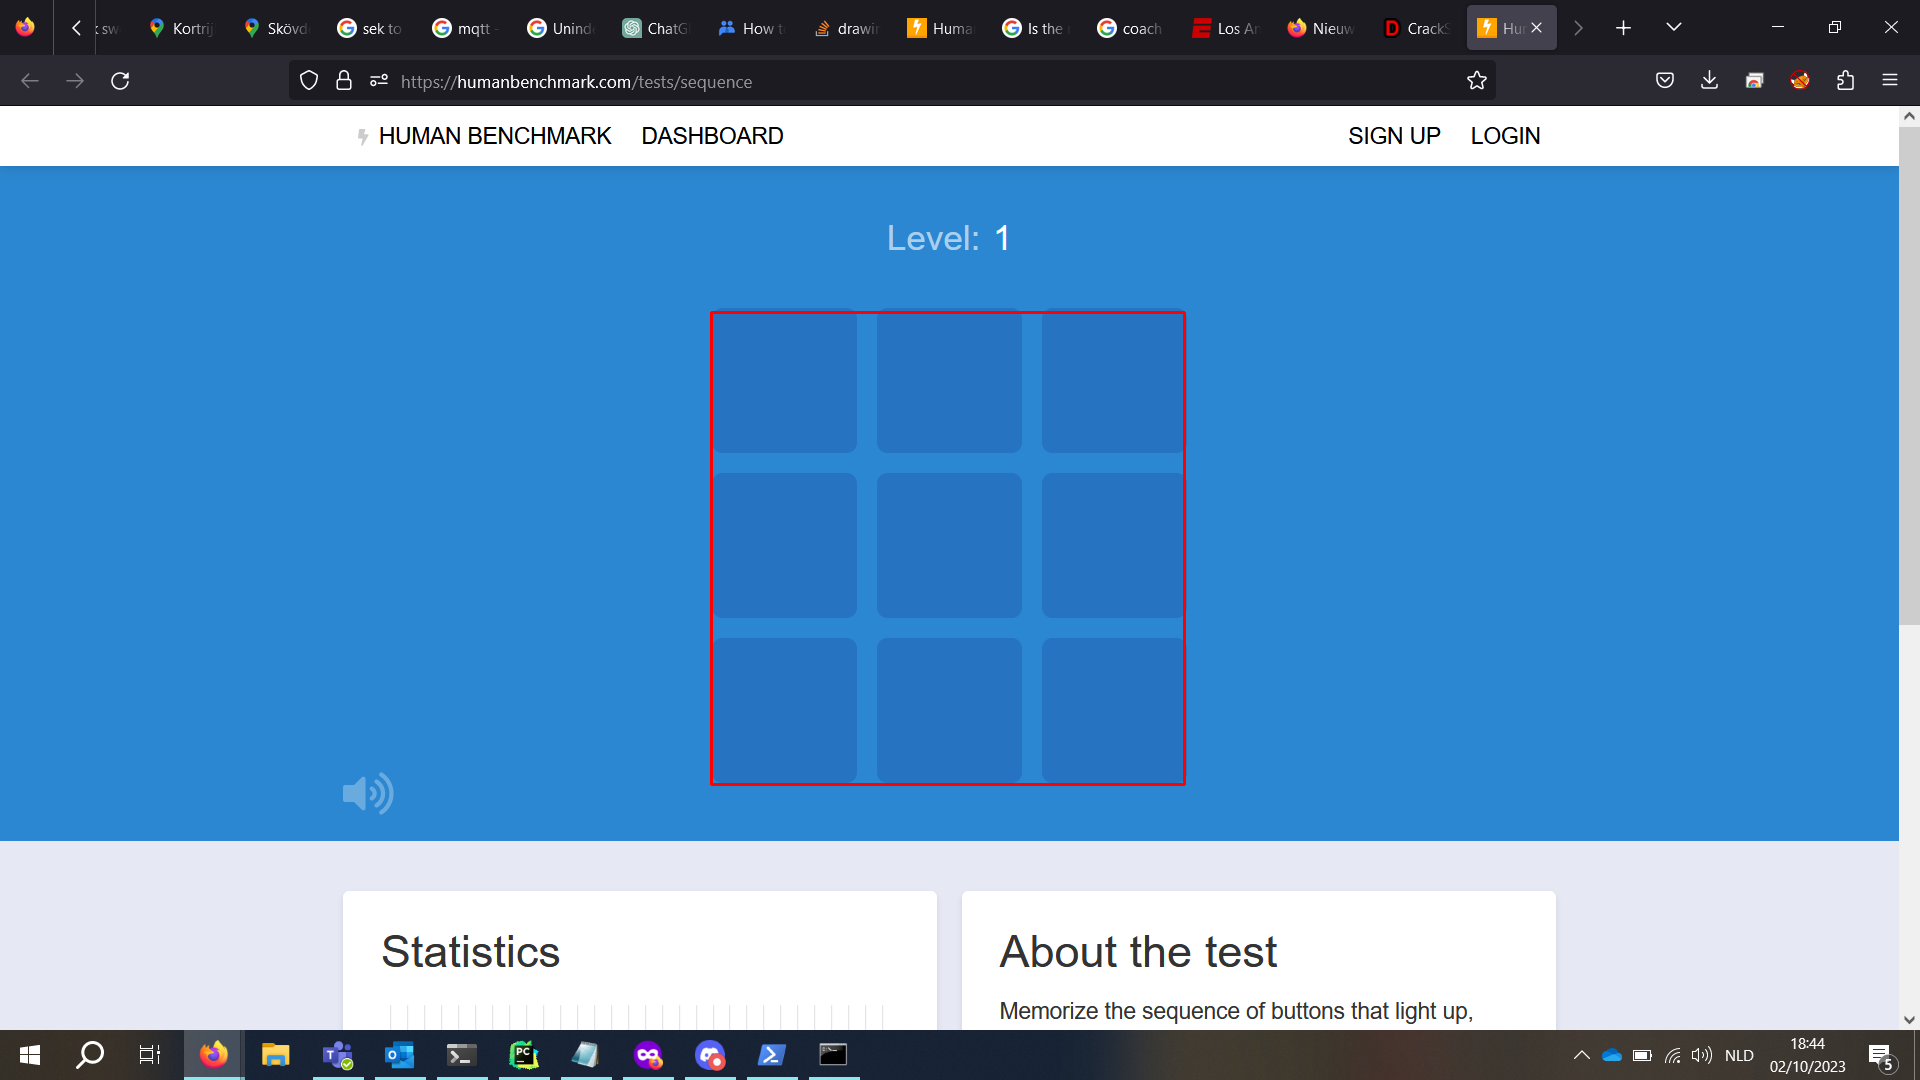 Kortrij
Skövd
sek to
mqtt -
Unind
ChatG
How t
drawi
Huma
Is the
coach
Los A
Nieuw
CrackS
Hu
https://humanbenchmark.com/tests/sequence
HUMAN BENCHMARK DASHBOARD SIGN UP LOGIN
Level: 1
Statistics
About the test
Memorize the sequence of buttons that light up,
NLD
18:44
02/10/2023
5